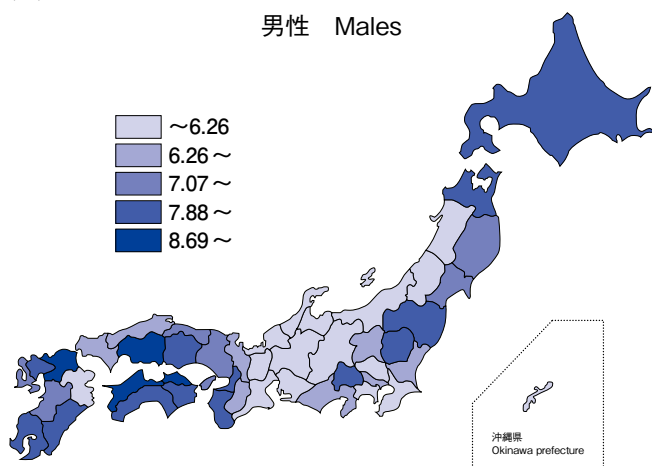 男性 Males
～6.26
6.26～
7.07～
7.88～
8.69～
沖縄県
Okinawa prefecture